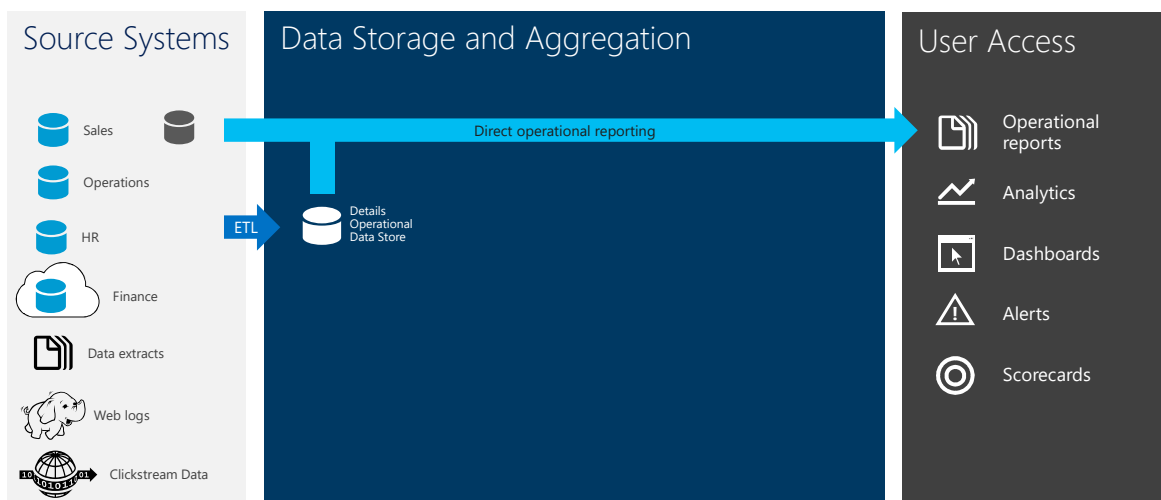 Source Systems
Data Storage and Aggregation
User Access
Sales
Operations
HR
Finance
Data extracts
Web logs
Clickstream Data
ETL
Direct operational reporting
Details
Operational
Data Store
Operational
reports
Analytics
Dashboards
Alerts
Scorecards